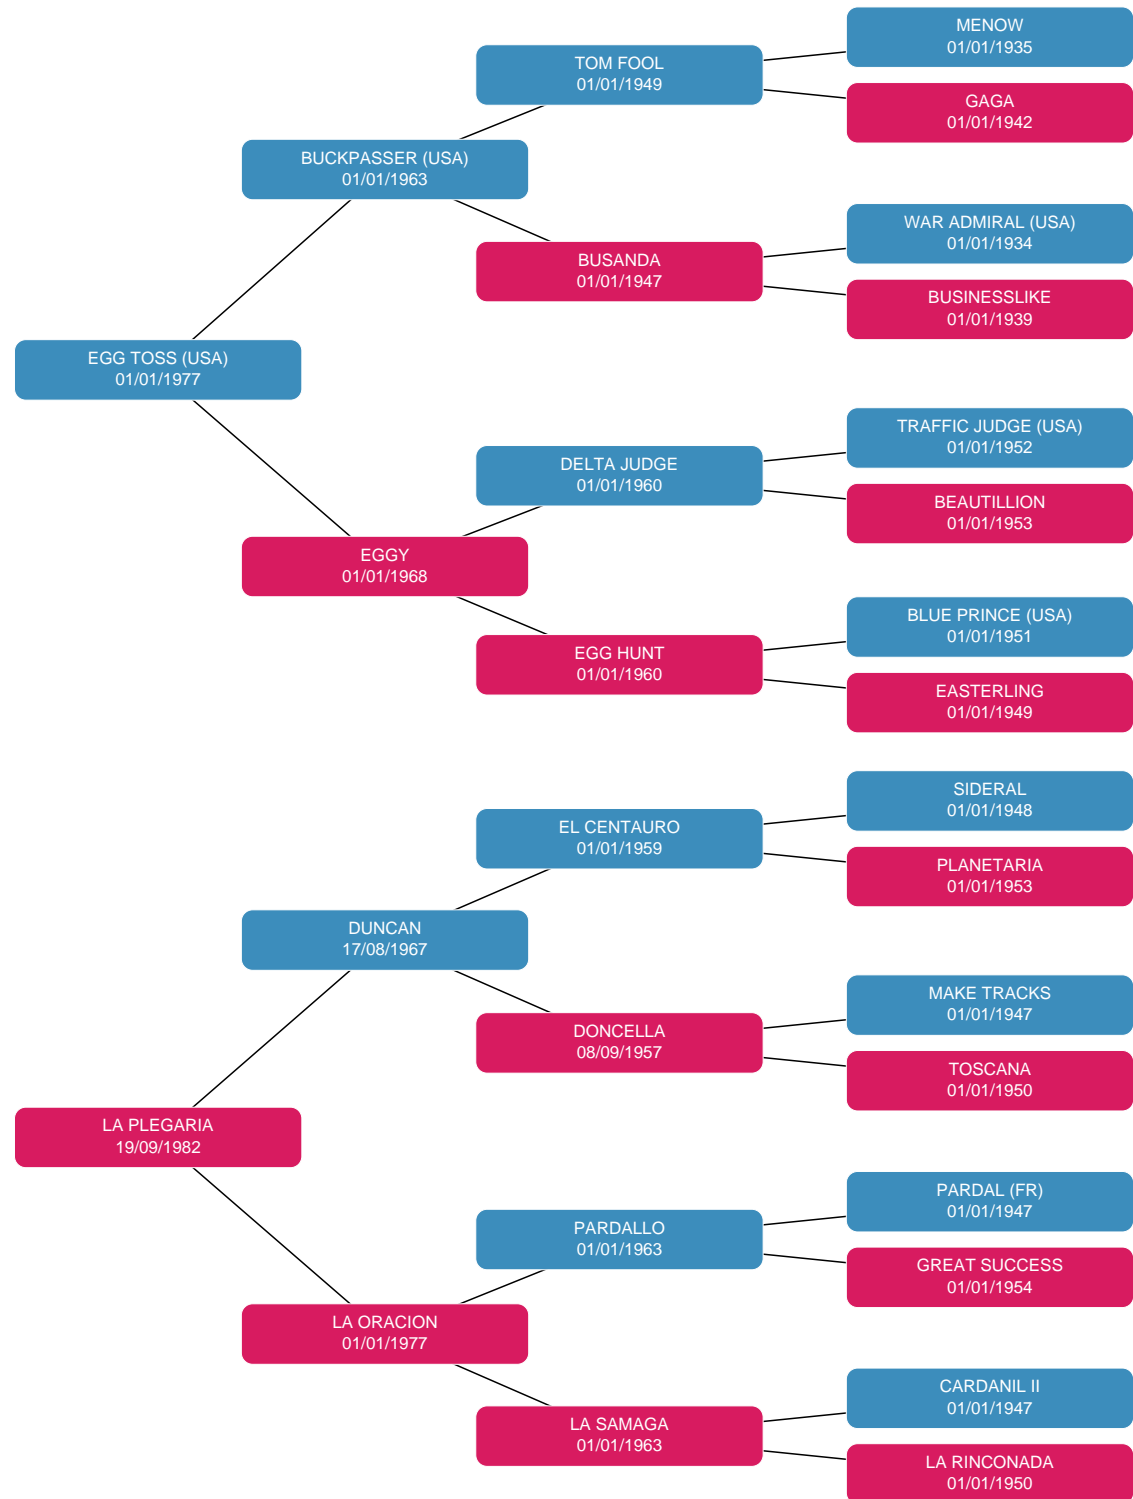 MENOW
01/01/1935
TOM FOOL
01/01/1949
GAGA
01/01/1942
BUCKPASSER (USA)
01/01/1963
WAR ADMIRAL (USA)
01/01/1934
BUSANDA
01/01/1947
BUSINESSLIKE
01/01/1939
EGG TOSS (USA)
01/01/1977
TRAFFIC JUDGE (USA)
01/01/1952
DELTA JUDGE
01/01/1960
BEAUTILLION
01/01/1953
EGGY
01/01/1968
BLUE PRINCE (USA)
01/01/1951
EGG HUNT
01/01/1960
EASTERLING
01/01/1949
SIDERAL
01/01/1948
EL CENTAURO
01/01/1959
PLANETARIA
01/01/1953
DUNCAN
17/08/1967
MAKE TRACKS
01/01/1947
DONCELLA
08/09/1957
TOSCANA
01/01/1950
LA PLEGARIA
19/09/1982
PARDAL (FR)
01/01/1947
PARDALLO
01/01/1963
GREAT SUCCESS
01/01/1954
LA ORACION
01/01/1977
CARDANIL II
01/01/1947
LA SAMAGA
01/01/1963
LA RINCONADA
01/01/1950